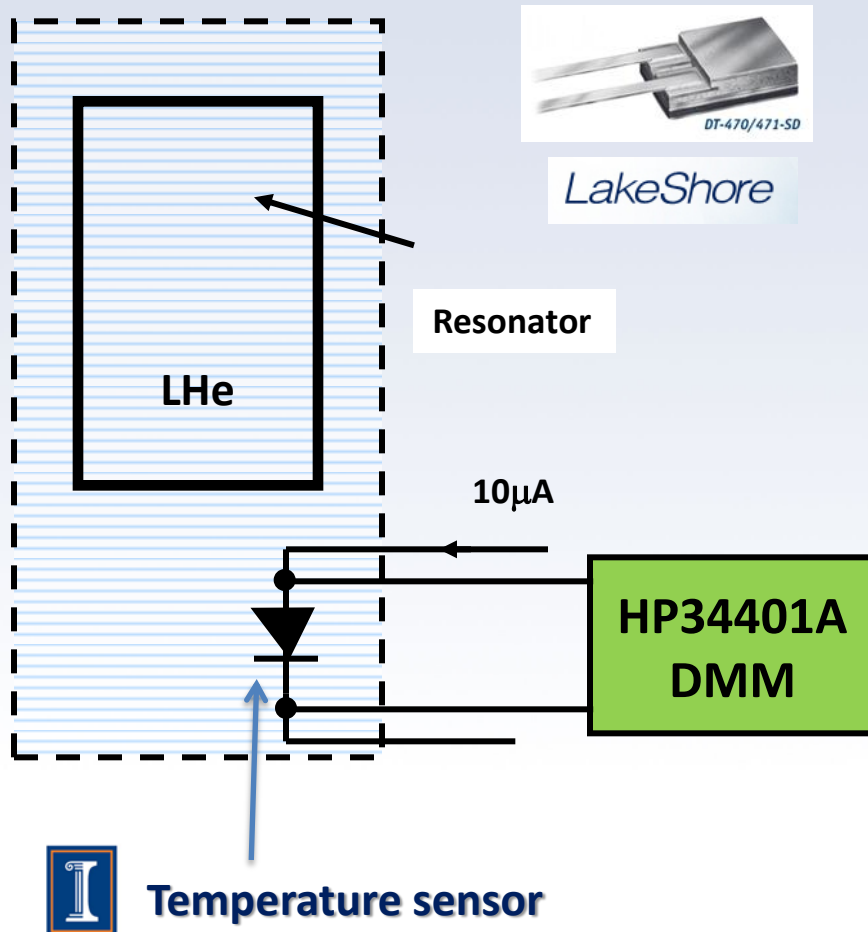 DT-470/471-SD
LakeShore
Resonator
LHe
10μA
HP34401A
DMM
I
Temperature sensor